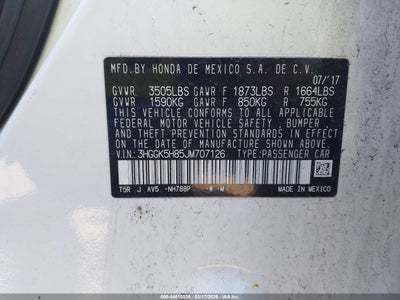 MFD. BY HONDA DE MEXICO S.A. DE C.V.
07/'17
GVWR 3505LBS GAWR F 1873LBS R 1664LBS
GVWR 1590KG GAWR F 850KG R 755KG
THIS VEHICLE CONFORMS TO ALL APPLICABLE
FEDERAL MOTOR VEHICLE SAFETY, BUMPER,
AND THEFT PREVENTION STANDARDS IN EFFECT ON THE
DATE OF MANUFACTURE SHOWN ABOVE.
V.I.N.: 3HGGK5H85JM707126 TYPE: PASSENGER CAR
T5R J AV5 -NH788P -W -M MADE IN MEXICO